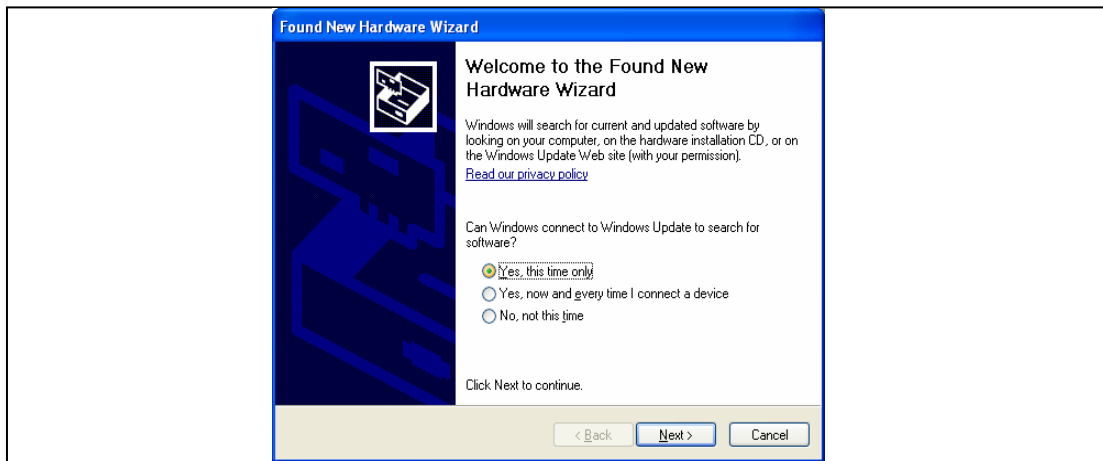 Found New Hardware Wizard
Welcome to the Found New
Hardware Wizard
Windows will search for current and updated software by
looking on your computer, on the hardware installation CD, or on
the Windows Update Web site (with your permission).
Read our privacy policy
Can Windows connect to Windows Update to search for
software?
Yes, this time only
Yes, now and every time I connect a device
No, not this time
Click Next to continue.
< Back
Next >
Cancel